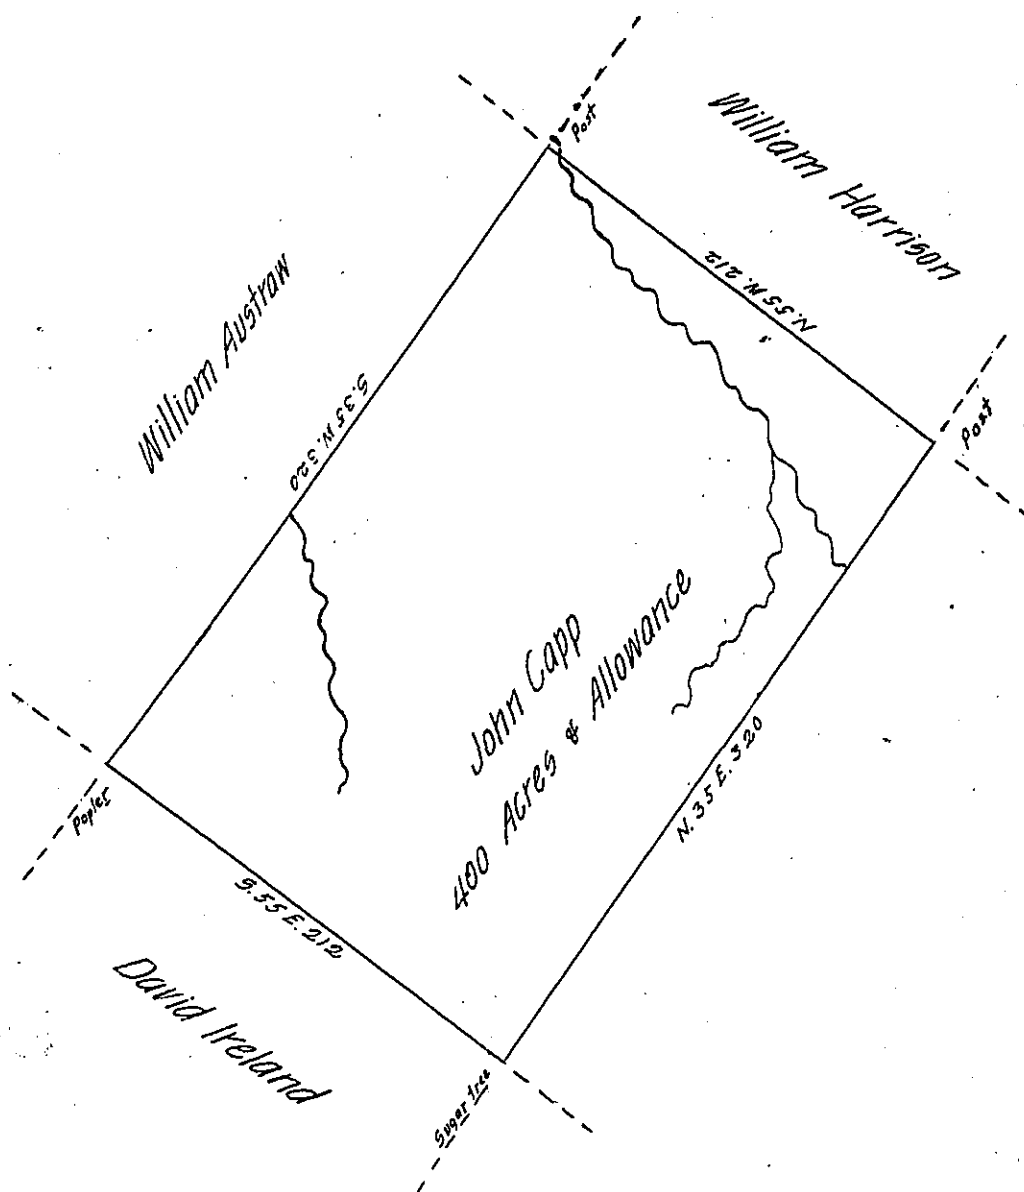 Post
William Harrison
N.55 W. 212
William Austraw
S.35 W. 320
Post
John Capp
400 Acres & Allowance
N. 35 E. 320
Popler
S.55 E. 212
David Ireland
Sugar tree